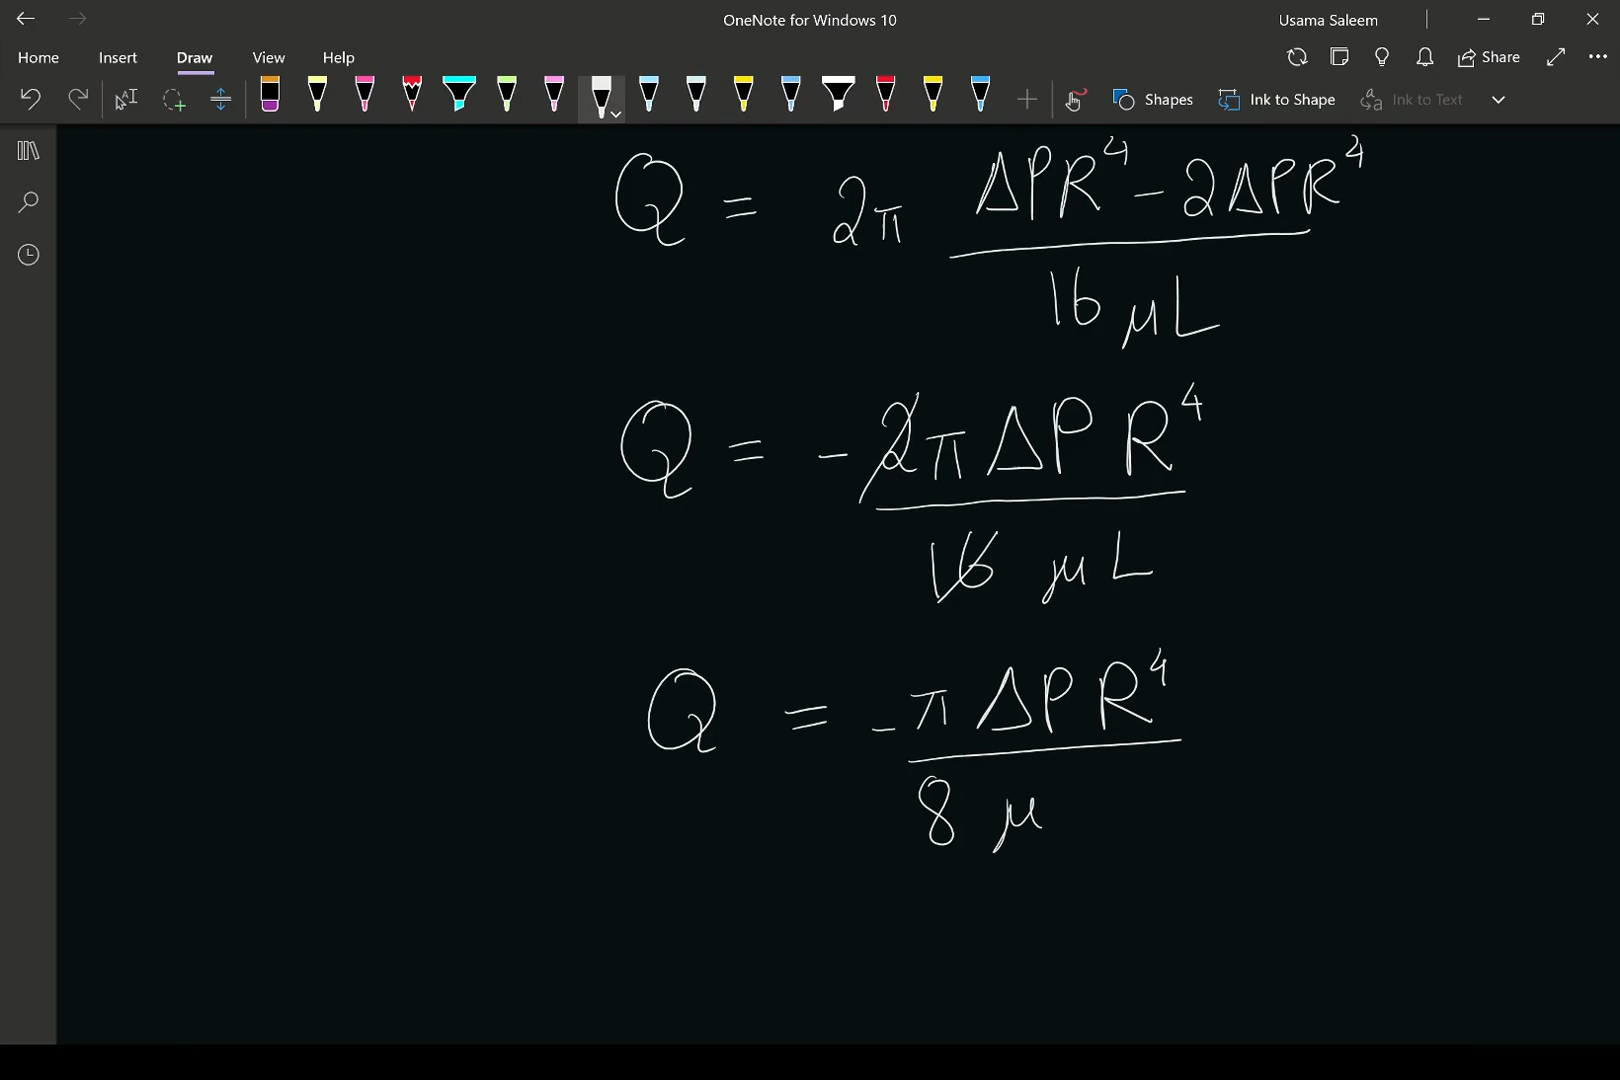 OneNote for Windows 10
Usama Saleem
Home Insert Draw View Help
Share
Shapes Ink to Shape Ink to Text
Q = 2π (ΔPR⁴ − 2ΔPR⁴) / 16 μL
Q = − 2π ΔP R⁴ / 16 μ L
Q = − π ΔP R⁴ / 8 μ